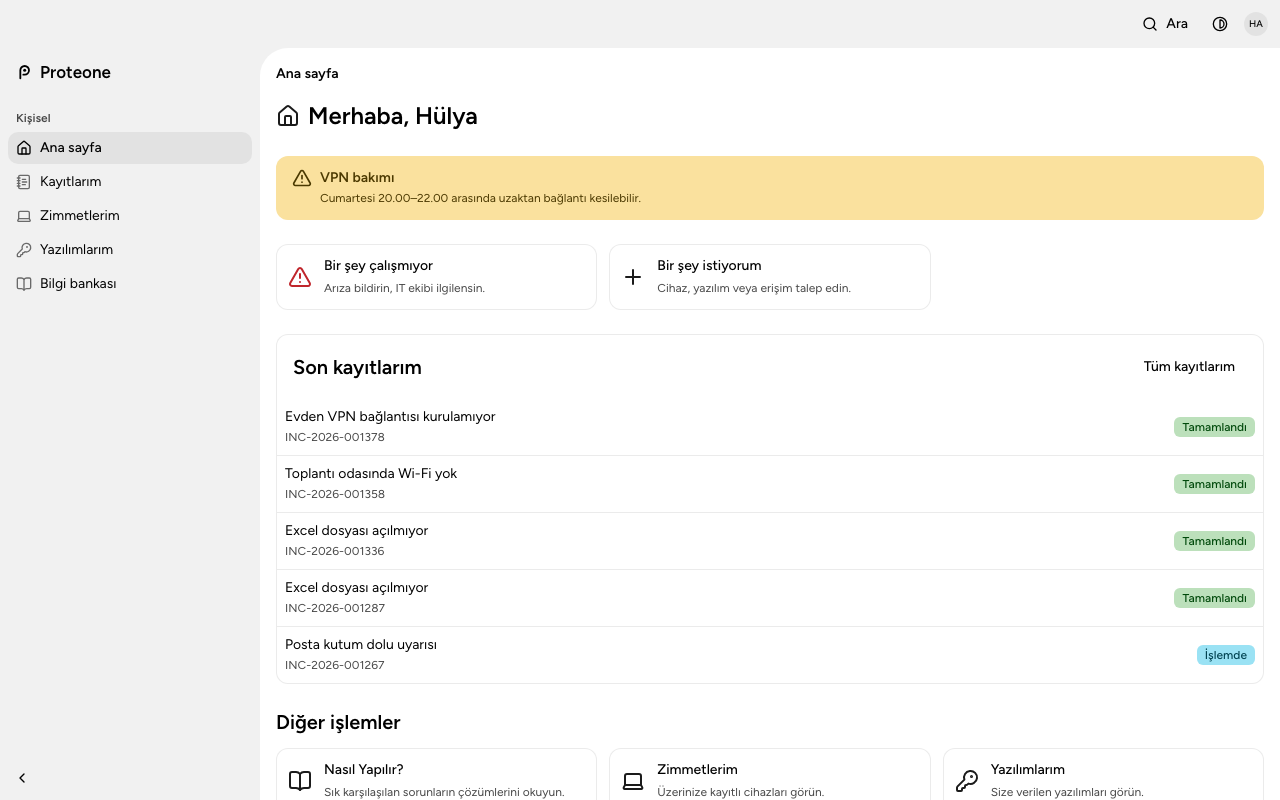 Ara
HA
Proteone
Kişisel
Ana sayfa
Kayıtlarım
Zimmetlerim
Yazılımlarım
Bilgi bankası
Ana sayfa
Merhaba, Hülya
VPN bakımı
Cumartesi 20.00–22.00 arasında uzaktan bağlantı kesilebilir.
Bir şey çalışmıyor
Arıza bildirin, IT ekibi ilgilensin.
Bir şey istiyorum
Cihaz, yazılım veya erişim talep edin.
Son kayıtlarım
Tüm kayıtlarım
Evden VPN bağlantısı kurulamıyor
INC-2026-001378
Tamamlandı
Toplantı odasında Wi-Fi yok
INC-2026-001358
Tamamlandı
Excel dosyası açılmıyor
INC-2026-001336
Tamamlandı
Excel dosyası açılmıyor
INC-2026-001287
Tamamlandı
Posta kutum dolu uyarısı
INC-2026-001267
İşlemde
Diğer işlemler
Nasıl Yapılır?
Sık karşılaşılan sorunların çözümlerini okuyun.
Zimmetlerim
Üzerinize kayıtlı cihazları görün.
Yazılımlarım
Size verilen yazılımları görün.